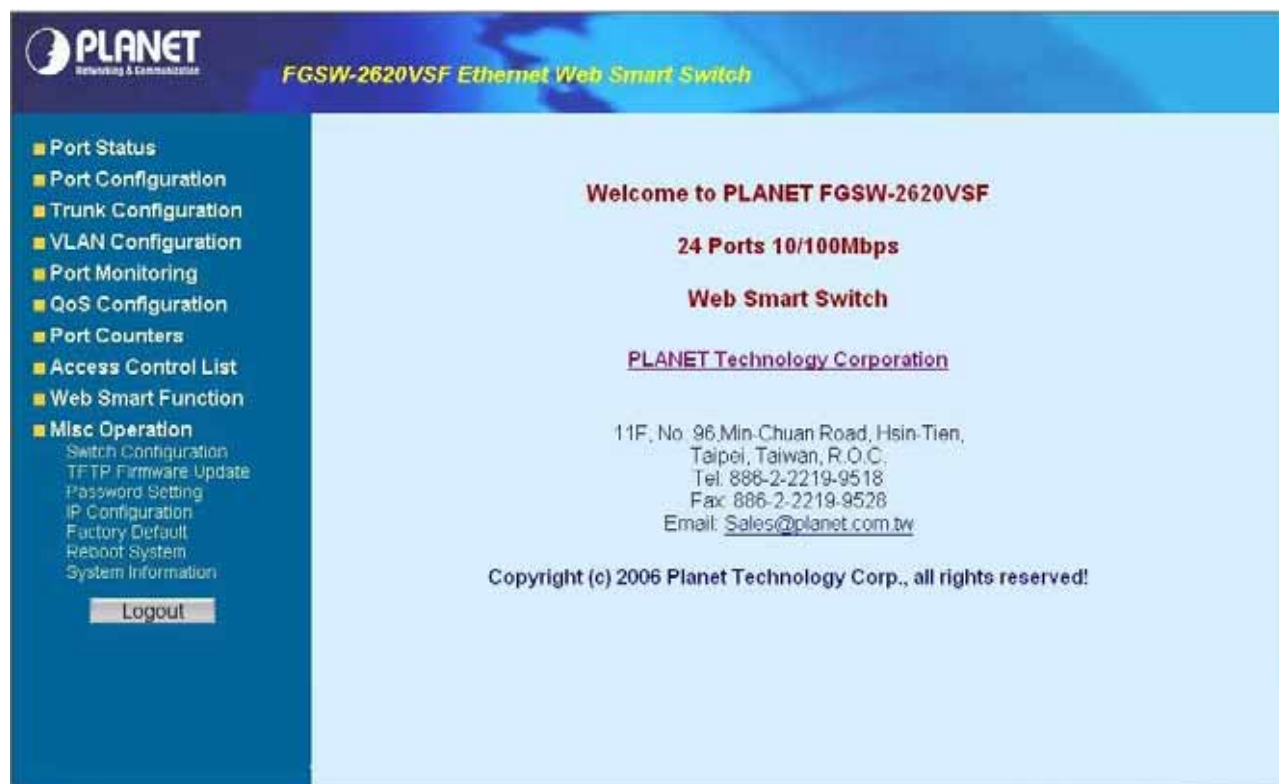 PLANET
Networking & Communication
FGSW-2620VSF Ethernet Web Smart Switch
Port Status
Port Configuration
Trunk Configuration
VLAN Configuration
Port Monitoring
QoS Configuration
Port Counters
Access Control List
Web Smart Function
Misc Operation
Switch Configuration
TFTP Firmware Update
Password Setting
IP Configuration
Factory Default
Reboot System
System Information
Logout
Welcome to PLANET FGSW-2620VSF
24 Ports 10/100Mbps
Web Smart Switch
PLANET Technology Corporation
11F, No. 96,Min-Chuan Road, Hsin-Tien,
Taipei, Taiwan, R.O.C.
Tel: 886-2-2219-9518
Fax: 886-2-2219-9528
Email: Sales@planet.com.tw
Copyright (c) 2006 Planet Technology Corp., all rights reserved!